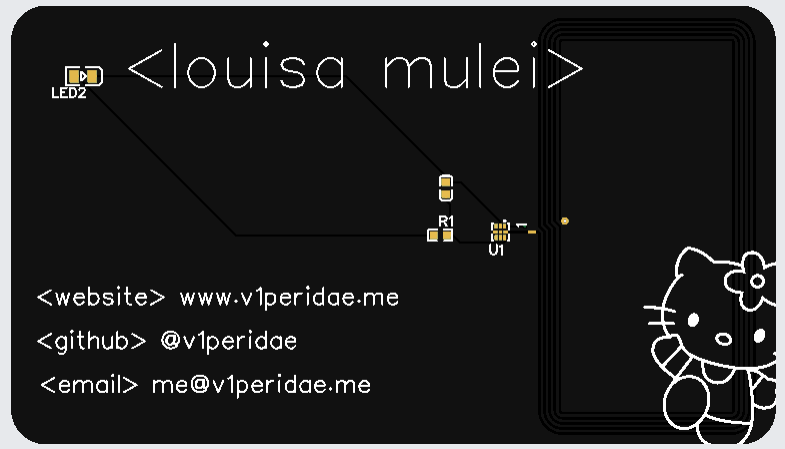 <louisa mulei>
LED2
R1
1
U1
<website> www.v1peridae.me
<github> @v1peridae
<email> me@v1peridae.me